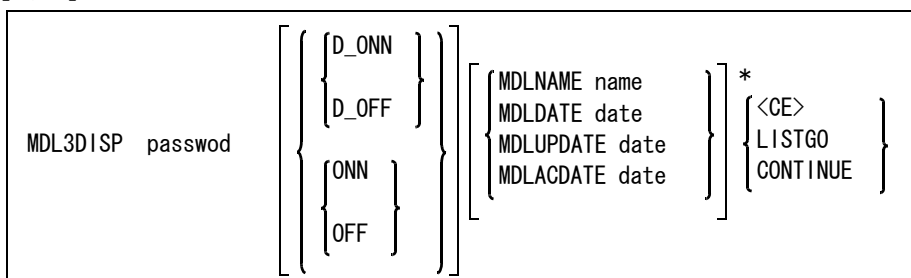 D_ONN
D_OFF
MDL3DISP passwod
ONN
OFF
MDLNAME name
MDLDATE date
MDLUPDATE date
MDLACDATE date
*
<CE>
LISTGO
CONTINUE